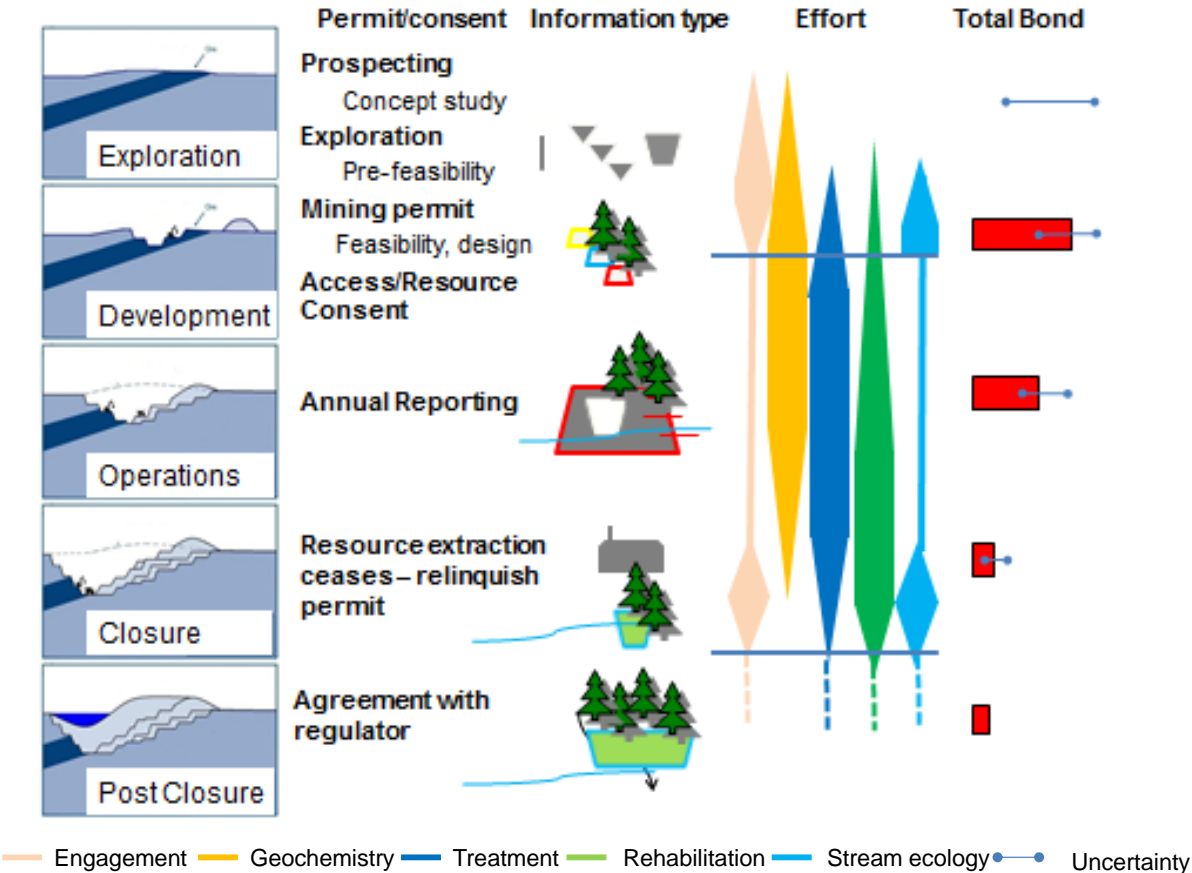 Permit/consent Information type Effort Total Bond
Prospecting
Concept study
Exploration
Exploration
Pre-feasibility
Mining permit
Feasibility, design
Access/Resource
Consent
Development
Annual Reporting
Operations
Resource extraction
ceases – relinquish
permit
Closure
Agreement with
regulator
Post Closure
Engagement Geochemistry Treatment Rehabilitation Stream ecology Uncertainty